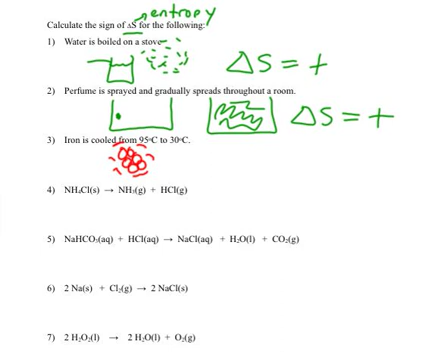 entropy
Calculate the sign of ΔS for the following:
1) Water is boiled on a stove
ΔS = +
2) Perfume is sprayed and gradually spreads throughout a room.
ΔS = +
3) Iron is cooled from 95°C to 30°C.
4) NH₄Cl(s) → NH₃(g) + HCl(g)
5) NaHCO₃(aq) + HCl(aq) → NaCl(aq) + H₂O(l) + CO₂(g)
6) 2 Na(s) + Cl₂(g) → 2 NaCl(s)
7) 2 H₂O₂(l) → 2 H₂O(l) + O₂(g)